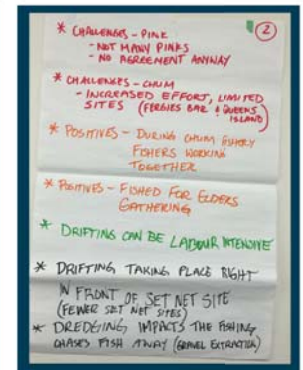 ②
* CHALLENGES - PINK
- NOT MANY PINKS
- NO AGREEMENT ANYWAY
* CHALLENGES - CHUM
- INCREASED EFFORT, LIMITED
SITES (FERGIES BAR & QUEENS
ISLAND)
* POSITIVES - DURING CHUM FISHERY
FISHERS WORKING
TOGETHER
* POSITIVES - FISHED FOR ELDERS
GATHERING
* DRIFTING CAN BE LABOUR INTENSIVE
* DRIFTING TAKING PLACE RIGHT
IN FRONT OF SET NET SITE
(FEWER SET NET SITES)
* DREDGING IMPACTS THE FISHING
CHASES FISH AWAY (GRAVEL EXTRACTION)